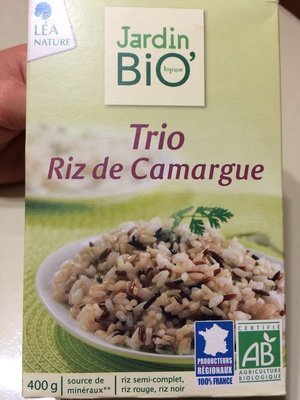 LÉA
NATURE
Jardin
BiO'
logique
Trio
Riz de Camargue
400 g
source de
minéraux**
riz semi-complet,
riz rouge, riz noir
PRODUCTEURS
RÉGIONAUX
100% FRANCE
CERTIFIÉ
AB
AGRICULTURE
BIOLOGIQUE